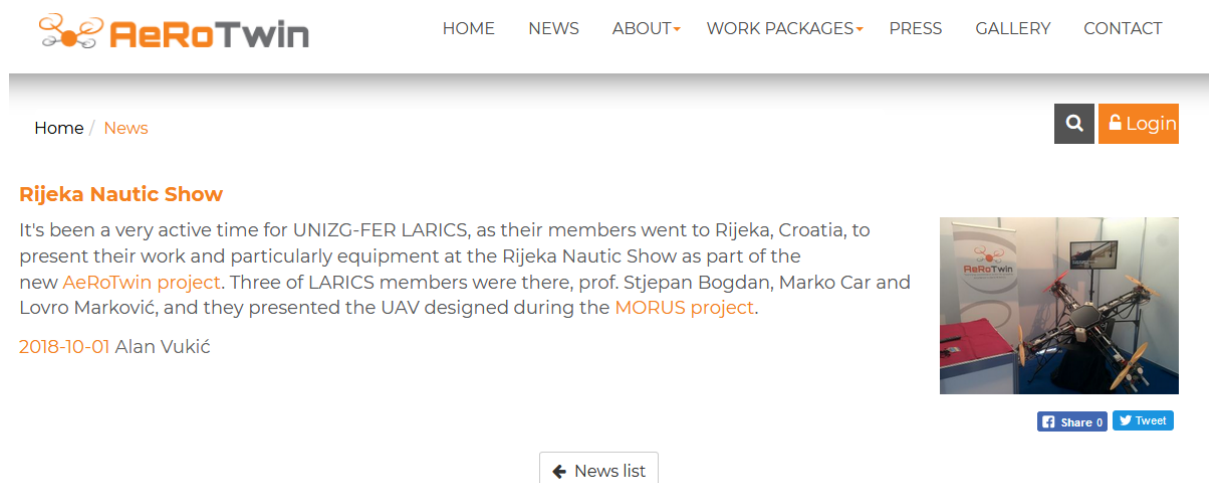 AeRoTwin
HOME NEWS ABOUT WORK PACKAGES PRESS GALLERY CONTACT
Home / News
Login
Rijeka Nautic Show
It's been a very active time for UNIZG-FER LARICS, as their members went to Rijeka, Croatia, to
present their work and particularly equipment at the Rijeka Nautic Show as part of the
new AeRoTwin project. Three of LARICS members were there, prof. Stjepan Bogdan, Marko Car and
Lovro Marković, and they presented the UAV designed during the MORUS project.
2018-10-01 Alan Vukić
AeRoTwin
Share 0 Tweet
News list